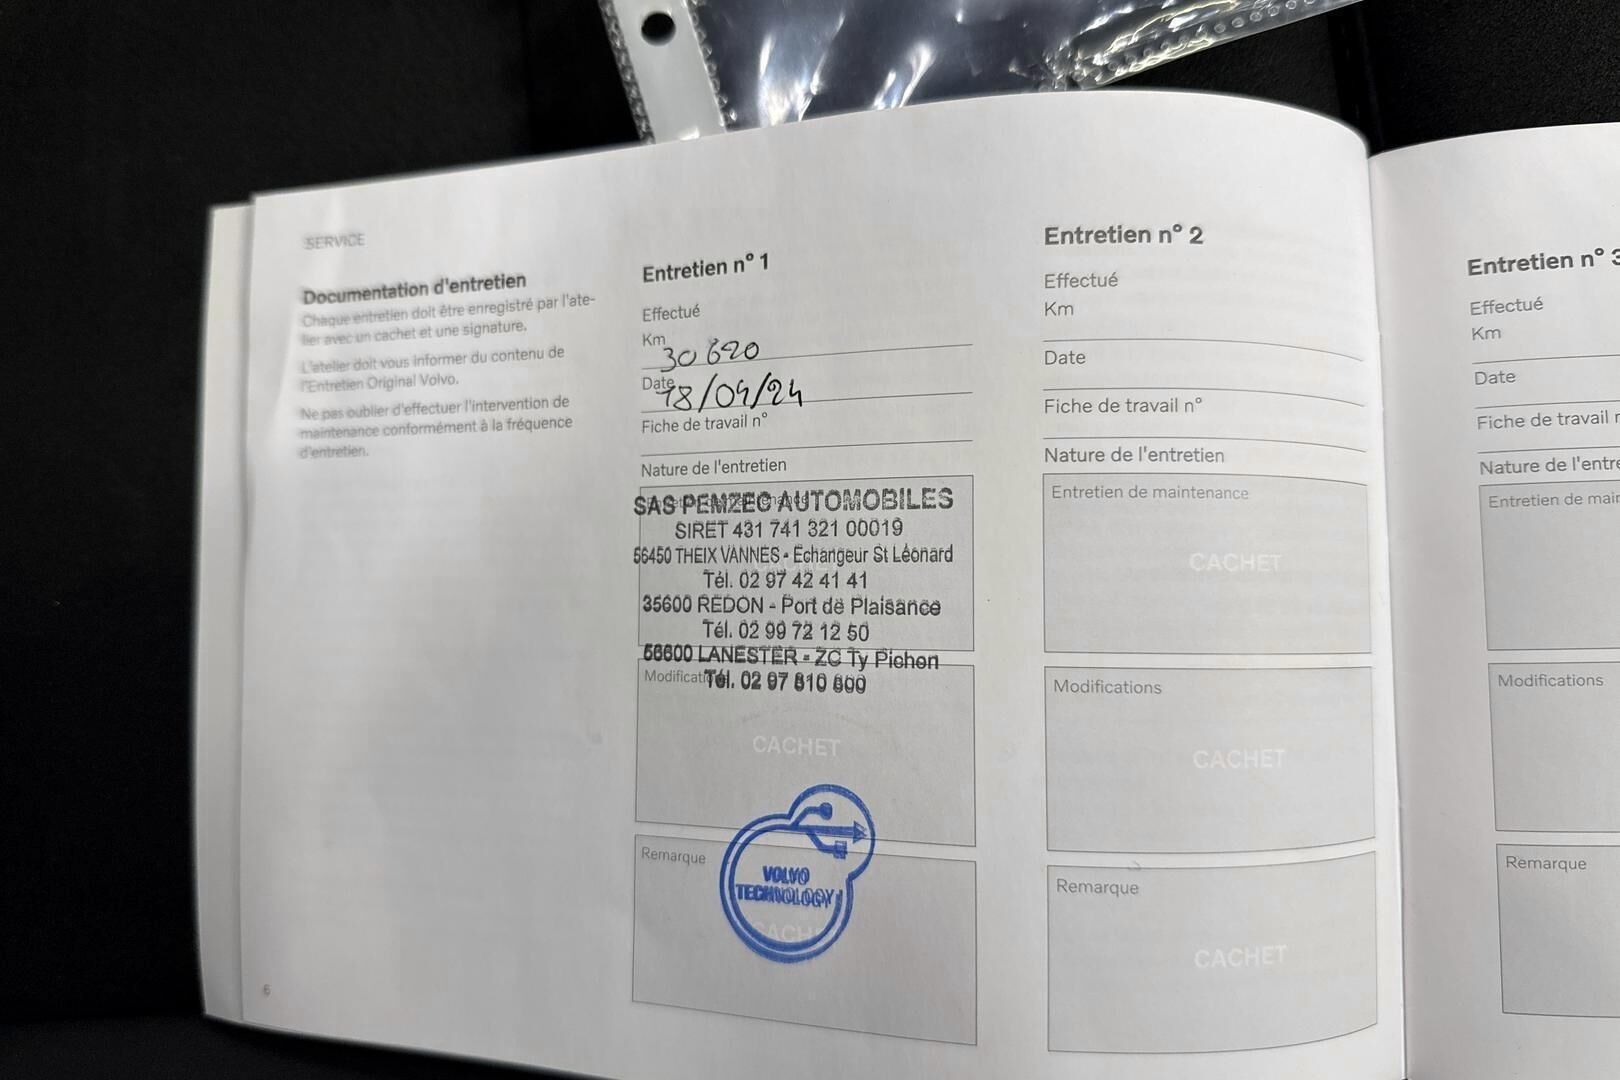 SERVICE
Documentation d'entretien
Chaque entretien doit être enregistré par l'ate-
lier avec un cachet et une signature.
L'atelier doit vous informer du contenu de
l'Entretien Original Volvo.
Ne pas oublier d'effectuer l'intervention de
maintenance conformément à la fréquence
d'entretien.
6
Entretien n° 1
Effectué
Km
30 620
Date
18/04/24
Fiche de travail n°
Nature de l'entretien
SAS PEMZEC AUTOMOBILES
SIRET 431 741 321 00019
56450 THEIX VANNES - Echangeur St Léonard
Tél. 02 97 42 41 41
35600 REDON - Port de Plaisance
Tél. 02 99 72 12 50
56600 LANESTER - ZC Ty Pichon
Tél. 02 97 810 800
CACHET
Remarque
VOLVO
TECHNOLOGY
CACHET
Entretien n° 2
Effectué
Km
Date
Fiche de travail n°
Nature de l'entretien
Entretien de maintenance
CACHET
Modifications
CACHET
Remarque
CACHET
Entretien n° 3
Effectué
Km
Date
Fiche de travail n
Nature de l'entre
Entretien de mai
Modifications
Remarque